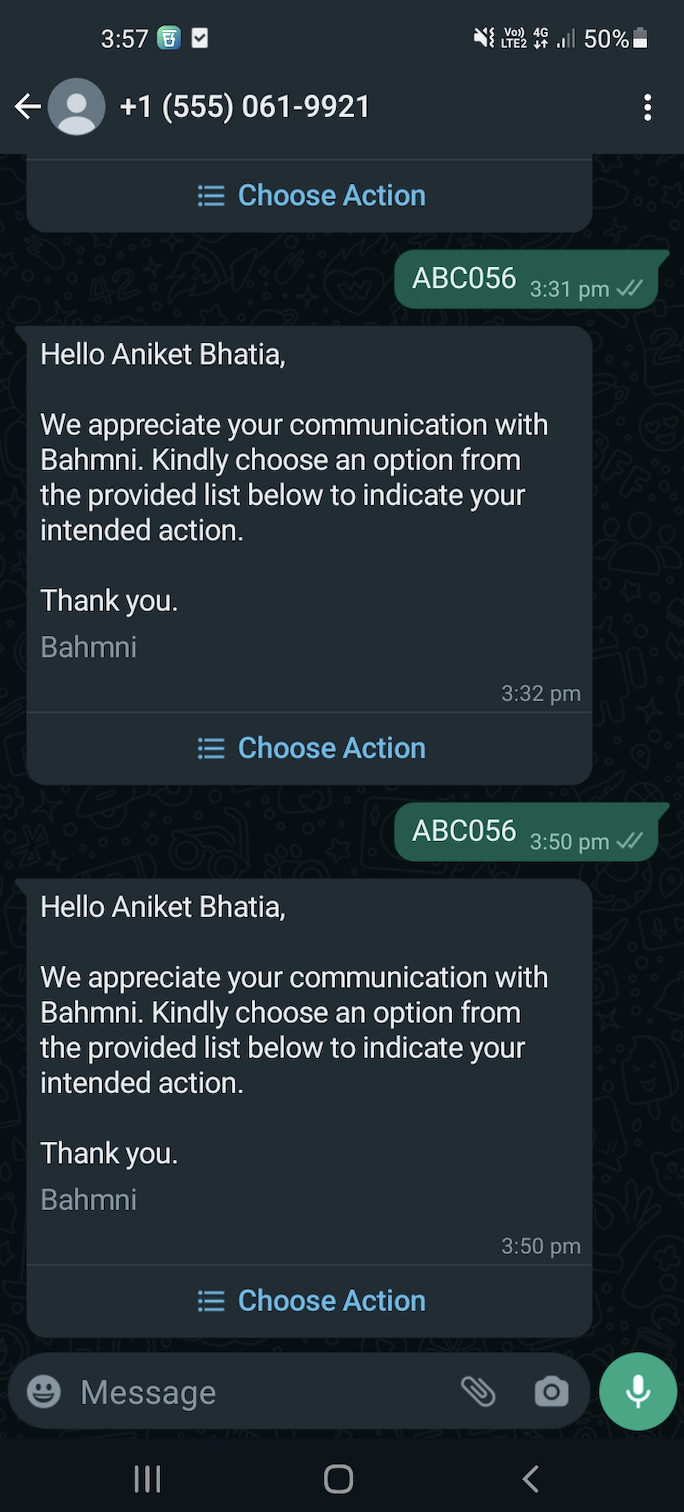 3:57
Vo)) 4G 50%
LTE2
+1 (555) 061-9921
Choose Action
ABC056 3:31 pm
Hello Aniket Bhatia,
We appreciate your communication with
Bahmni. Kindly choose an option from
the provided list below to indicate your
intended action.
Thank you.
Bahmni
3:32 pm
Choose Action
ABC056 3:50 pm
Hello Aniket Bhatia,
We appreciate your communication with
Bahmni. Kindly choose an option from
the provided list below to indicate your
intended action.
Thank you.
Bahmni
3:50 pm
Choose Action
Message